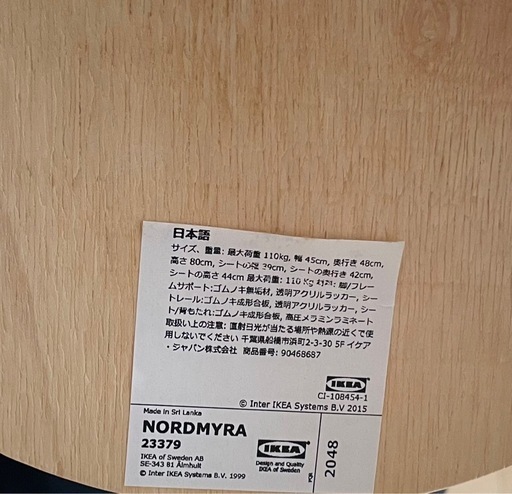 日本語
サイズ、重量: 最大荷重 110kg, 幅 45cm, 奥行き 48cm,
高さ 80cm, シートの幅 39cm, シートの奥行き 42cm,
シートの高さ 44cm 最大荷重: 110 Kg 材料: 脚/フレー
ムサポート:ゴムノキ無垢材, 透明アクリルラッカー, シー
トレール:ゴムノキ成形合板, 透明アクリルラッカー, シー
ト/背もたれ:ゴムノキ成形合板, 高圧メラミンラミネート
取扱い上の注意: 直射日光が当たる場所や熱源の近くで使
用しないでください 千葉県船橋市浜町2-3-30 5F イケア
・ジャパン株式会社 商品番号: 90468687
IKEA
CI-108454-1
© Inter IKEA Systems B.V 2015
Made in Sri Lanka
NORDMYRA
23379
IKEA of Sweden AB
SE-343 81 Älmhult
© Inter IKEA Systems B.V. 1999
IKEA
Design and Quality
IKEA of Sweden
2048